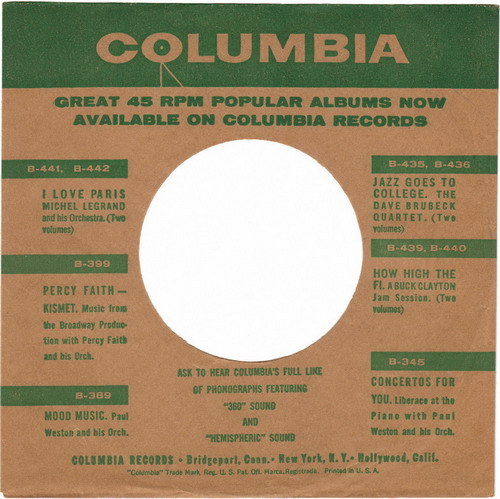 COLUMBIA
GREAT 45 RPM POPULAR ALBUMS NOW
AVAILABLE ON COLUMBIA RECORDS
B-441, B-442
I LOVE PARIS
MICHEL LEGRAND
and his Orchestra. (Two
volumes)
B-399
PERCY FAITH —
KISMET. Music from
the Broadway Produc-
tion with Percy Faith
and his Orch.
B-389
MOOD MUSIC. Paul
Weston and his Orch.
B-435, B-436
JAZZ GOES TO
COLLEGE. THE
DAVE BRUBECK
QUARTET. (Two
volumes)
B-439, B-440
HOW HIGH THE
FI. A BUCK CLAYTON
Jam Session. (Two
volumes)
B-345
CONCERTOS FOR
YOU. Liberace at the
Piano with Paul
Weston and his Orch.
ASK TO HEAR COLUMBIA'S FULL LINE
OF PHONOGRAPHS FEATURING
"360" SOUND
AND
"HEMISPHERIC" SOUND
COLUMBIA RECORDS • Bridgeport, Conn. • New York, N. Y. • Hollywood, Calif.
"Columbia" Trade Mark, Reg. U. S. Pat. Off. Marca Registrada. Printed in U. S. A.